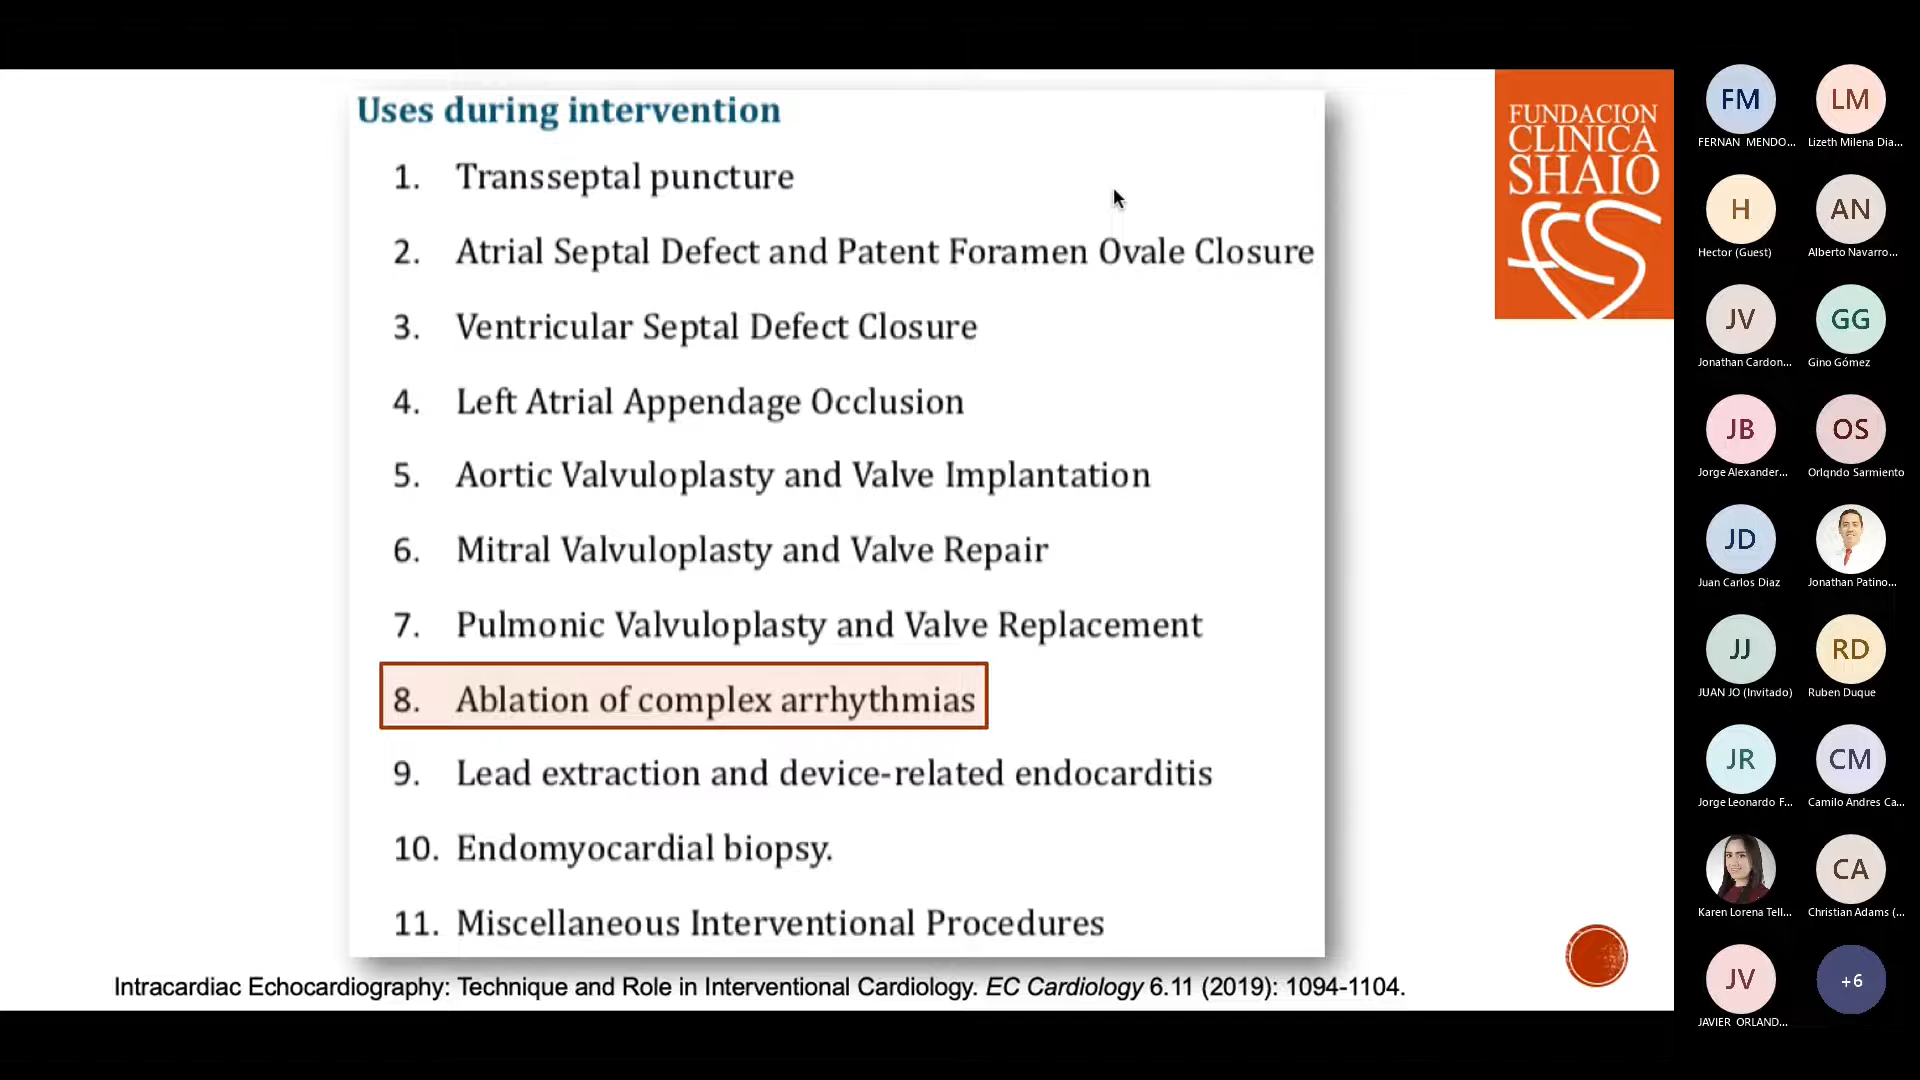 Uses during intervention
1. Transseptal puncture
2. Atrial Septal Defect and Patent Foramen Ovale Closure
3. Ventricular Septal Defect Closure
4. Left Atrial Appendage Occlusion
5. Aortic Valvuloplasty and Valve Implantation
6. Mitral Valvuloplasty and Valve Repair
7. Pulmonic Valvuloplasty and Valve Replacement
8. Ablation of complex arrhythmias
9. Lead extraction and device-related endocarditis
10. Endomyocardial biopsy.
11. Miscellaneous Interventional Procedures
Intracardiac Echocardiography: Technique and Role in Interventional Cardiology. EC Cardiology 6.11 (2019): 1094-1104.
FUNDACION
CLINICA
SHAIO
FM
LM
FERNAN MENDO...
Lizeth Milena Dia...
H
AN
Hector (Guest)
Alberto Navarro...
JV
GG
Jonathan Cardon...
Gino Gómez
JB
OS
Jorge Alexander...
Orlqndo Sarmiento
JD
Juan Carlos Diaz
Jonathan Patino...
JJ
RD
JUAN JO (Invitado)
Ruben Duque
JR
CM
Jorge Leonardo F...
Camilo Andres Ca...
CA
Karen Lorena Tell...
Christian Adams (...
JV
+6
JAVIER ORLAND...